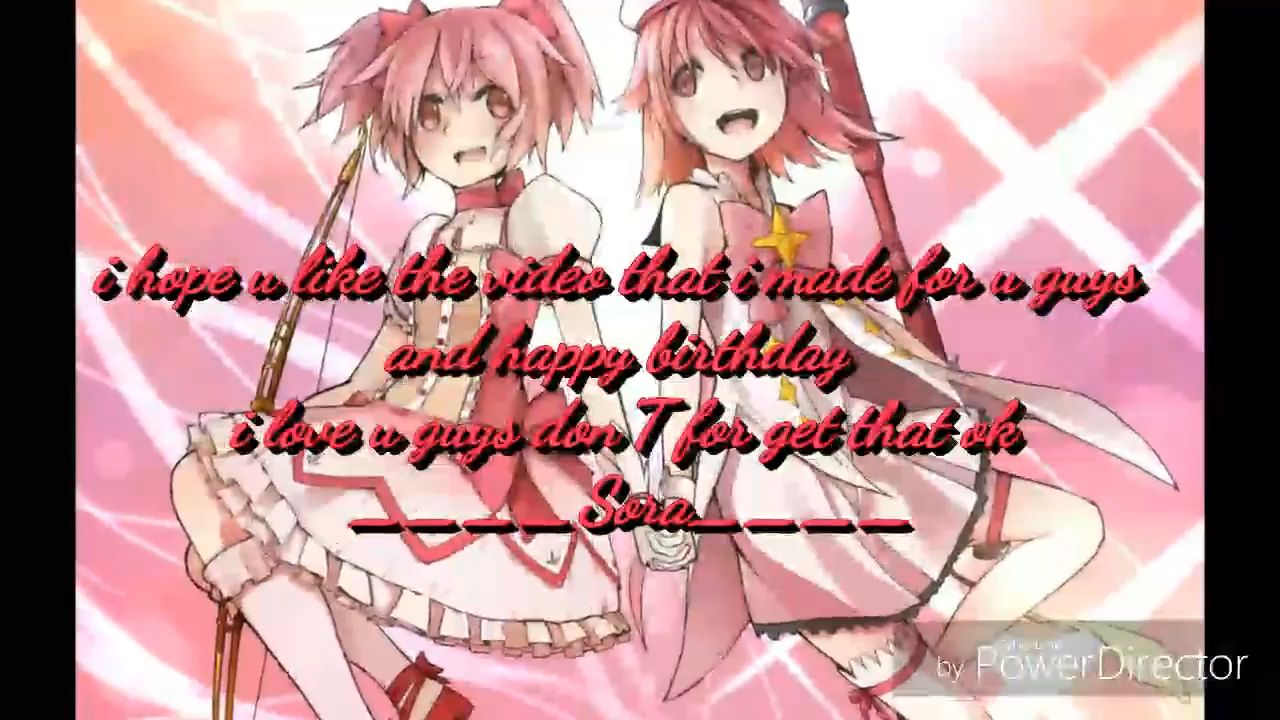 i hope u like the video that i made for u guys
and happy birthday
i love u guys don T for get that ok
____Sora____
by PowerDirector